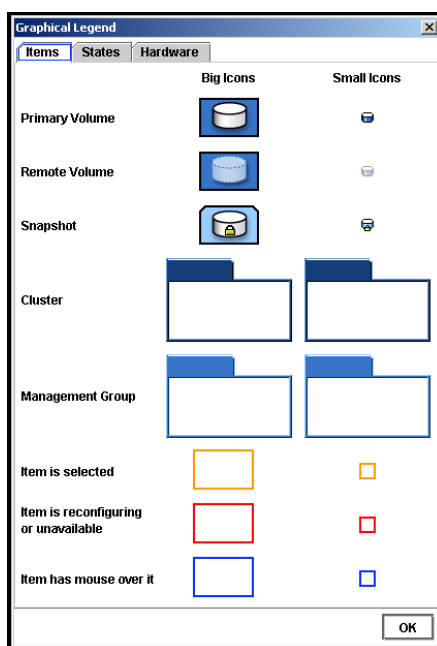 Graphical Legend
Items States Hardware
Big Icons Small Icons
Primary Volume
Remote Volume
Snapshot
Cluster
Management Group
Item is selected
Item is reconfiguring
or unavailable
Item has mouse over it
OK